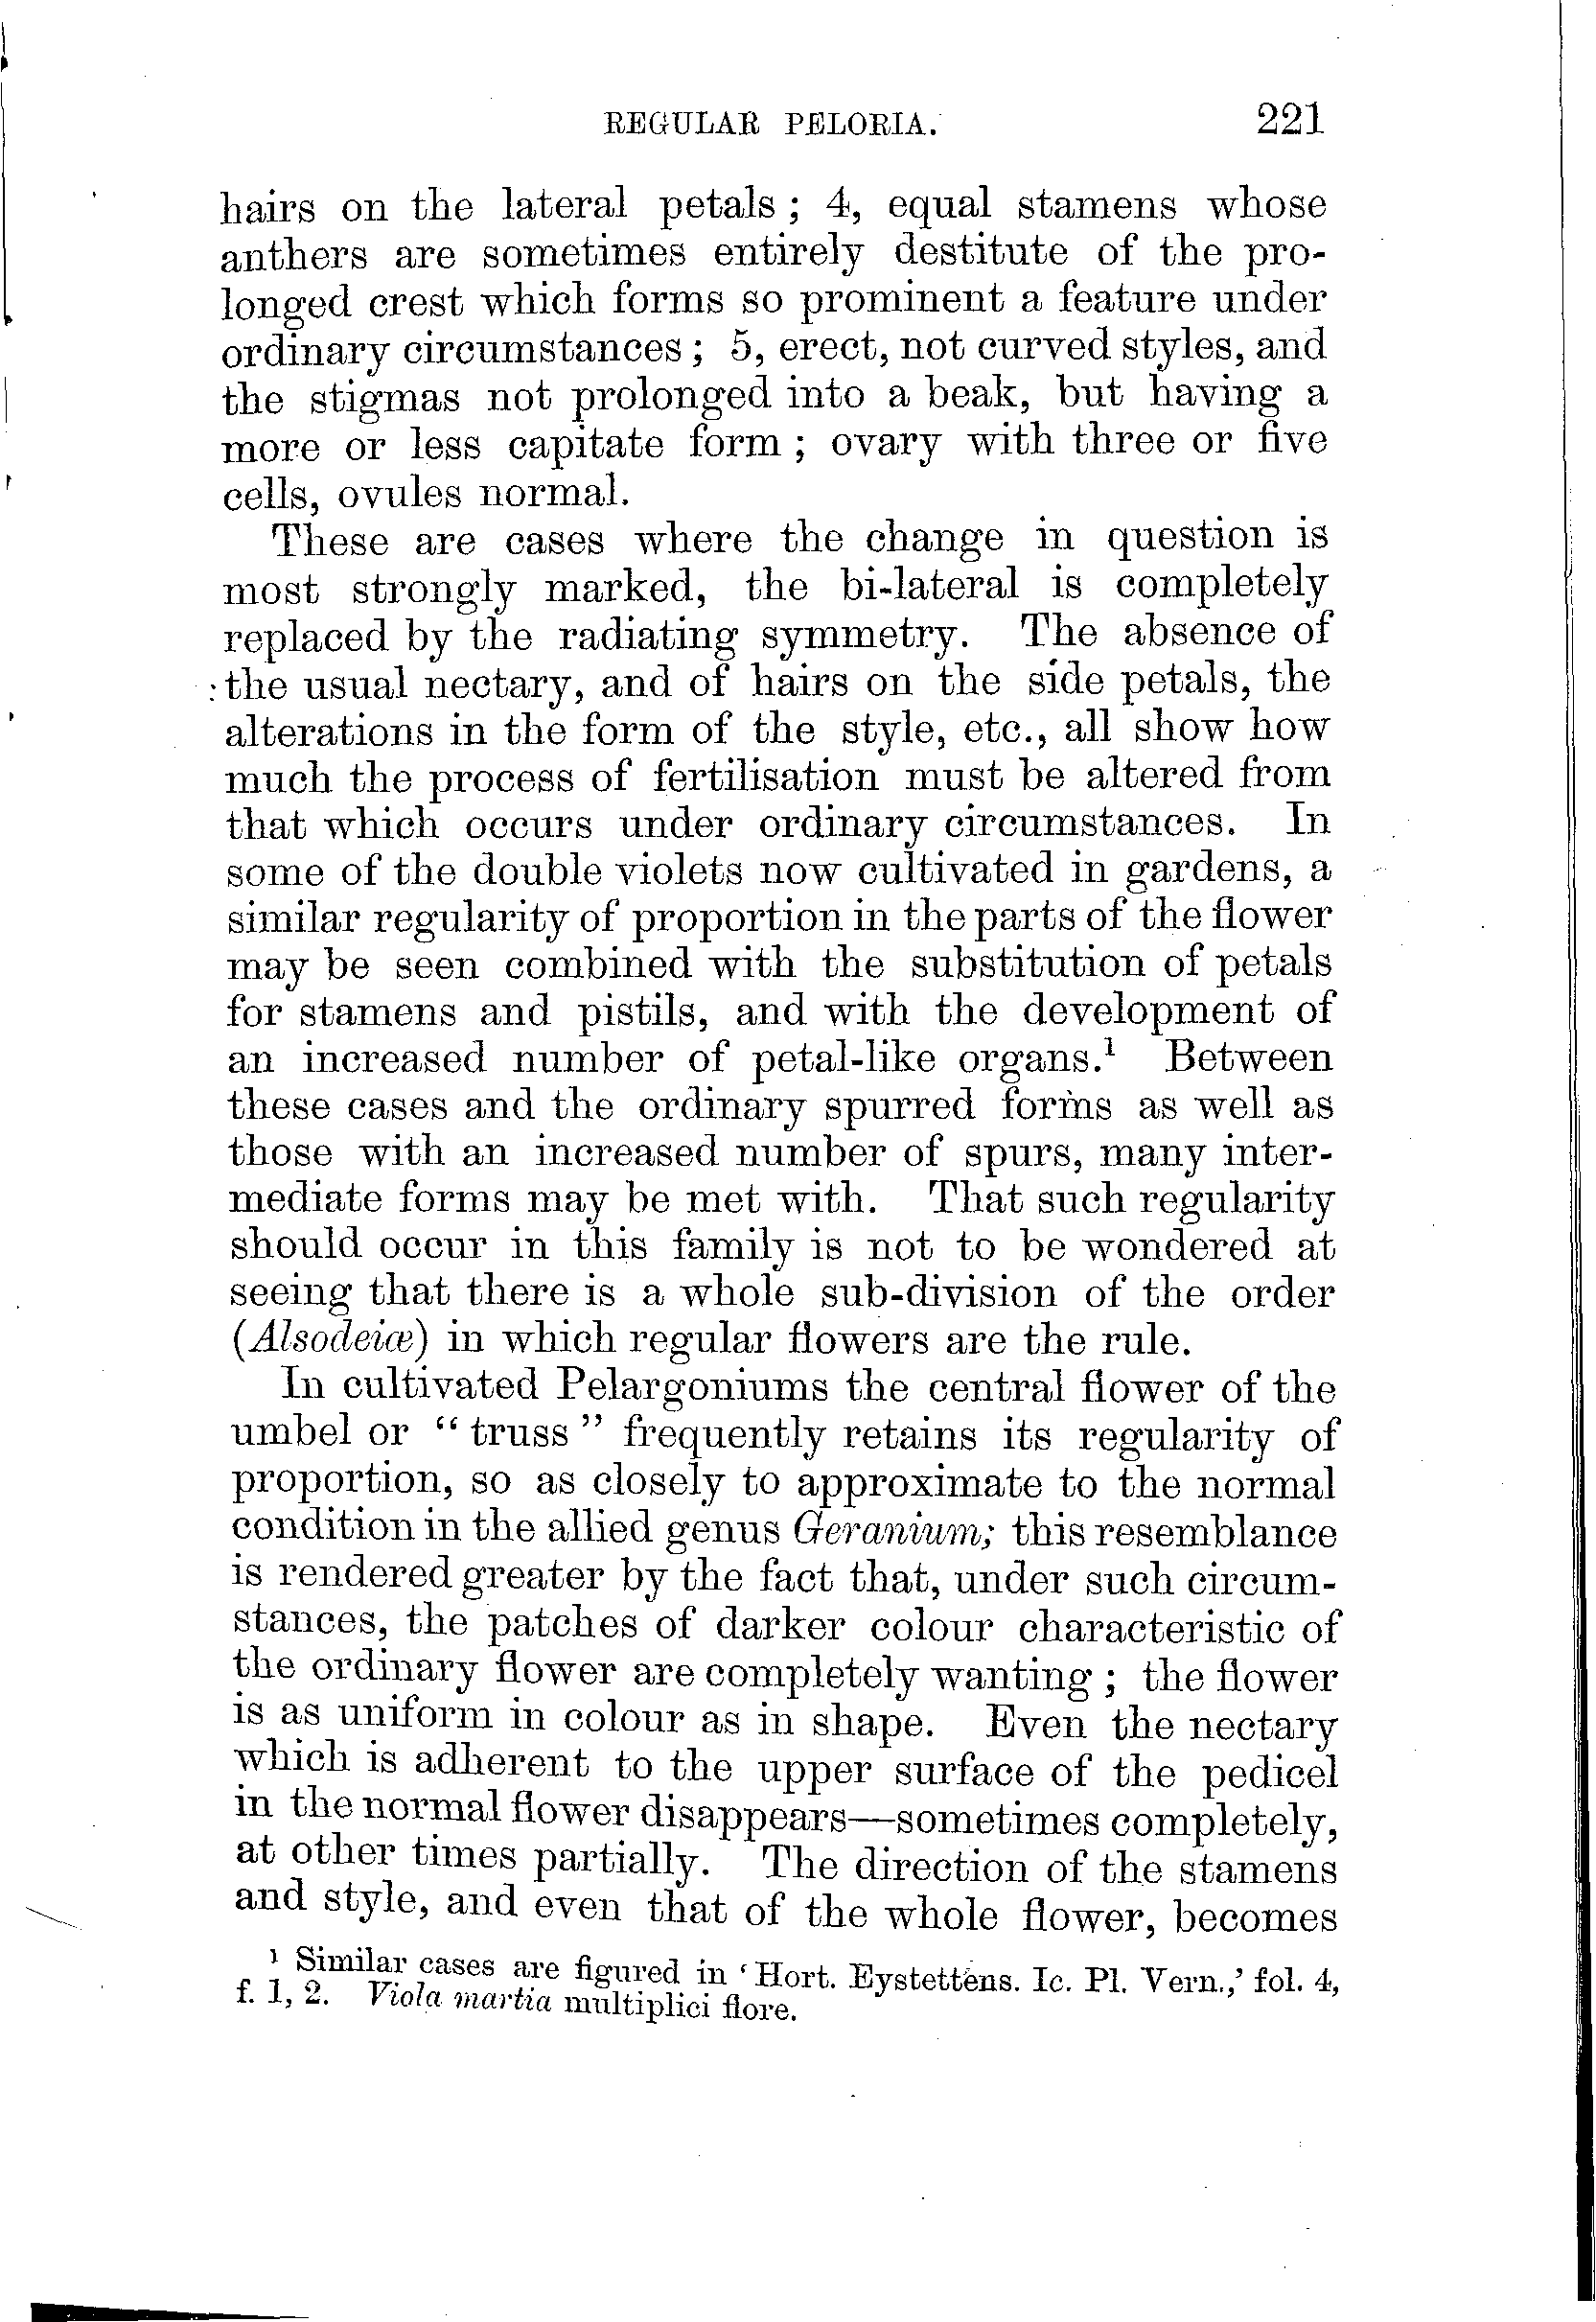 REGULAR PELORIA. 221
hairs on the lateral petals ; 4, equal stamens whose
anthers are sometimes entirely destitute of the pro-
longed crest which forms so prominent a feature under
ordinary circumstances ; 5, erect, not curved styles, and
the stigmas not prolonged into a beak, but having a
more or less capitate form ; ovary with three or five
cells, ovules normal.
These are cases where the change in question is
most strongly marked, the bi-lateral is completely
replaced by the radiating symmetry. The absence of
the usual nectary, and of hairs on the side petals, the
alterations in the form of the style, etc., all show how
much the process of fertilisation must be altered from
that which occurs under ordinary circumstances. In
some of the double violets now cultivated in gardens, a
similar regularity of proportion in the parts of the flower
may be seen combined with the substitution of petals
for stamens and pistils, and with the development of
an increased number of petal-like organs.¹ Between
these cases and the ordinary spurred forms as well as
those with an increased number of spurs, many inter-
mediate forms may be met with. That such regularity
should occur in this family is not to be wondered at
seeing that there is a whole sub-division of the order
(Alsodeiæ) in which regular flowers are the rule.
In cultivated Pelargoniums the central flower of the
umbel or “ truss ” frequently retains its regularity of
proportion, so as closely to approximate to the normal
condition in the allied genus Geranium; this resemblance
is rendered greater by the fact that, under such circum-
stances, the patches of darker colour characteristic of
the ordinary flower are completely wanting ; the flower
is as uniform in colour as in shape. Even the nectary
which is adherent to the upper surface of the pedicel
in the normal flower disappears—sometimes completely,
at other times partially. The direction of the stamens
and style, and even that of the whole flower, becomes
¹ Similar cases are figured in ‘ Hort. Eystettens. Ic. Pl. Vern.,’ fol. 4,
f. 1, 2. Viola martia multiplici flore.